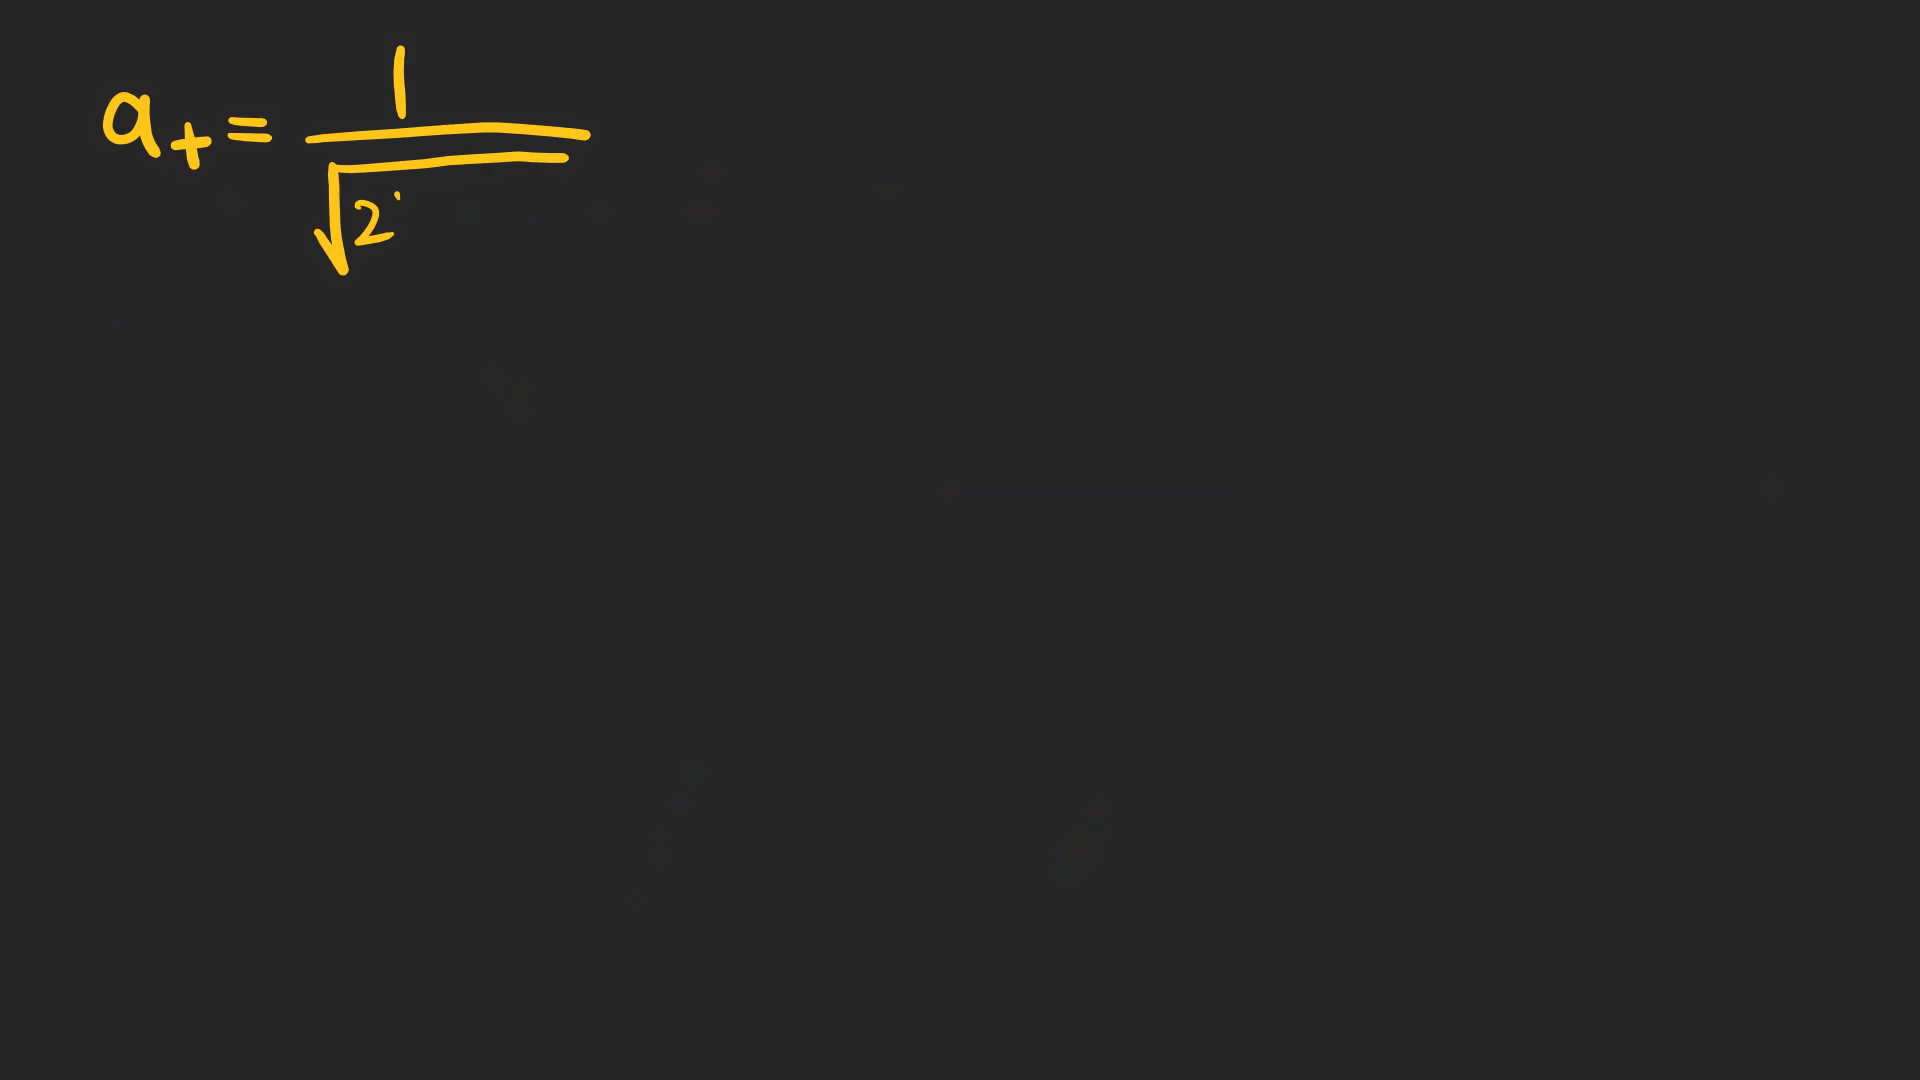 a₊ = 1/√2